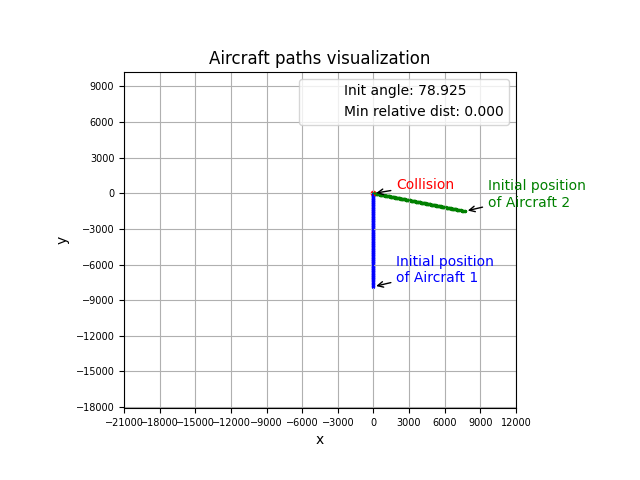 Aircraft paths visualization
Init angle: 78.925
Min relative dist: 0.000
9000
6000
3000
0
−3000
−6000
−9000
−12000
−15000
−18000
y
Collision
Initial position
of Aircraft 2
Initial position
of Aircraft 1
−21000 −18000 −15000 −12000 −9000 −6000 −3000 0 3000 6000 9000 12000
x